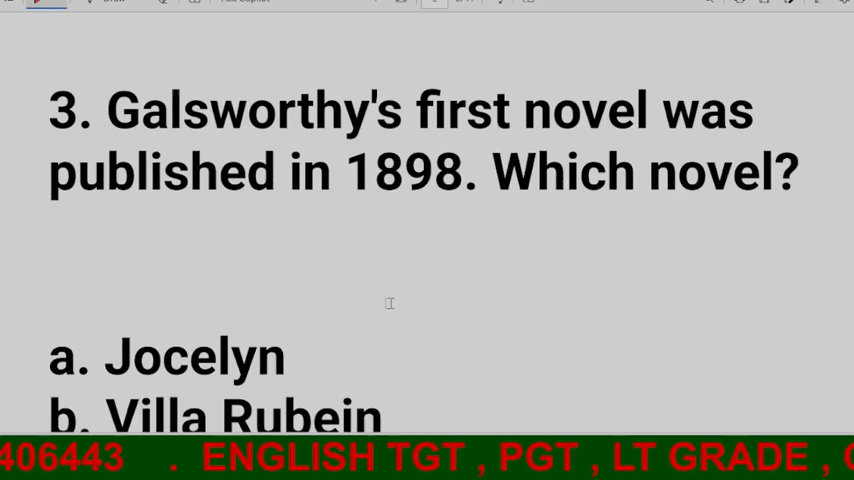 3. Galsworthy's first novel was
published in 1898. Which novel?
a. Jocelyn
b. Villa Rubein
406443 . ENGLISH TGT , PGT , LT GRADE ,